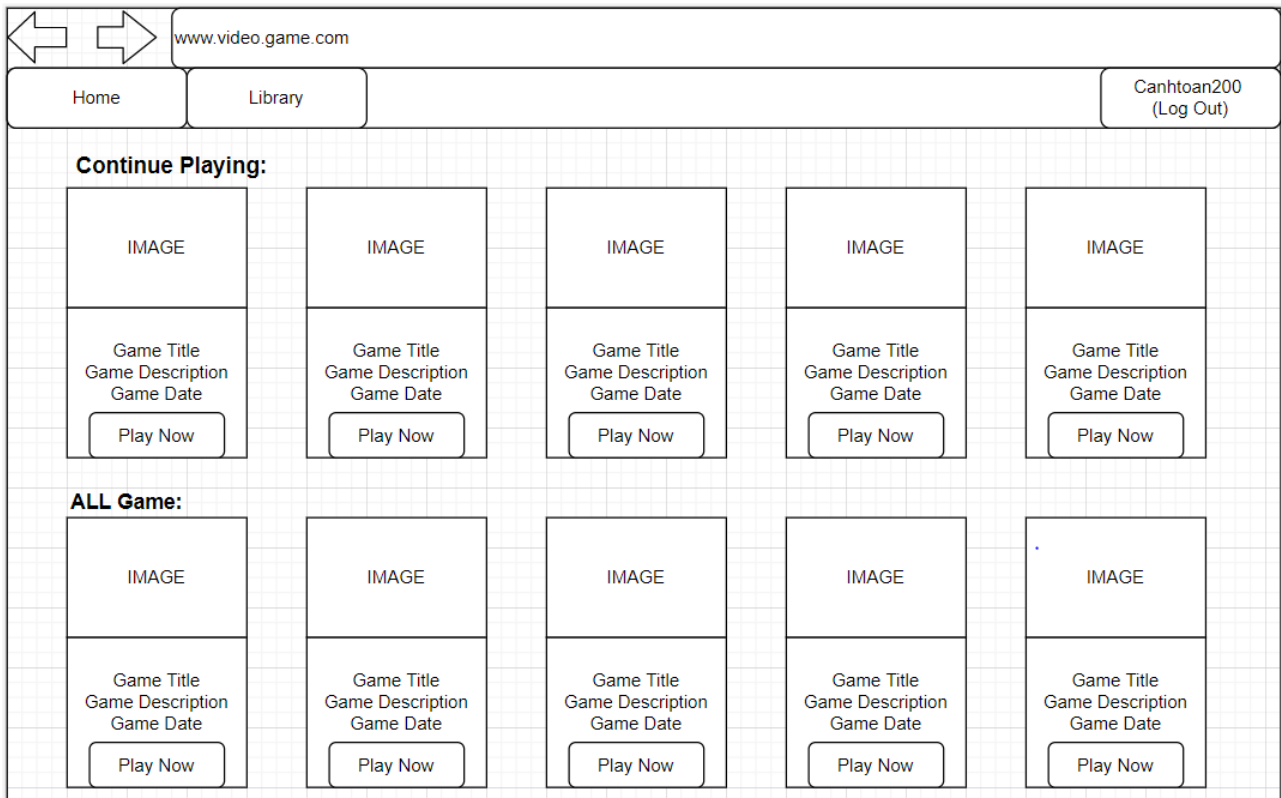 www.video.game.com
Home
Library
Canhtoan200
(Log Out)
Continue Playing:
IMAGE
IMAGE
IMAGE
IMAGE
IMAGE
Game Title
Game Description
Game Date
Play Now
Game Title
Game Description
Game Date
Play Now
Game Title
Game Description
Game Date
Play Now
Game Title
Game Description
Game Date
Play Now
Game Title
Game Description
Game Date
Play Now
ALL Game:
IMAGE
IMAGE
IMAGE
IMAGE
IMAGE
Game Title
Game Description
Game Date
Play Now
Game Title
Game Description
Game Date
Play Now
Game Title
Game Description
Game Date
Play Now
Game Title
Game Description
Game Date
Play Now
Game Title
Game Description
Game Date
Play Now